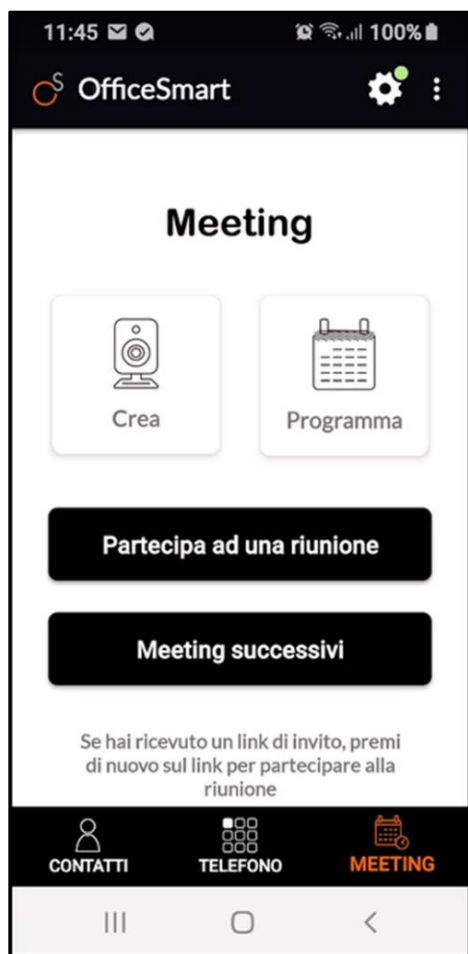 11:45 100%
OS OfficeSmart
Meeting
Crea Programma
Partecipa ad una riunione
Meeting successivi
Se hai ricevuto un link di invito, premi
di nuovo sul link per partecipare alla
riunione
CONTATTI TELEFONO MEETING